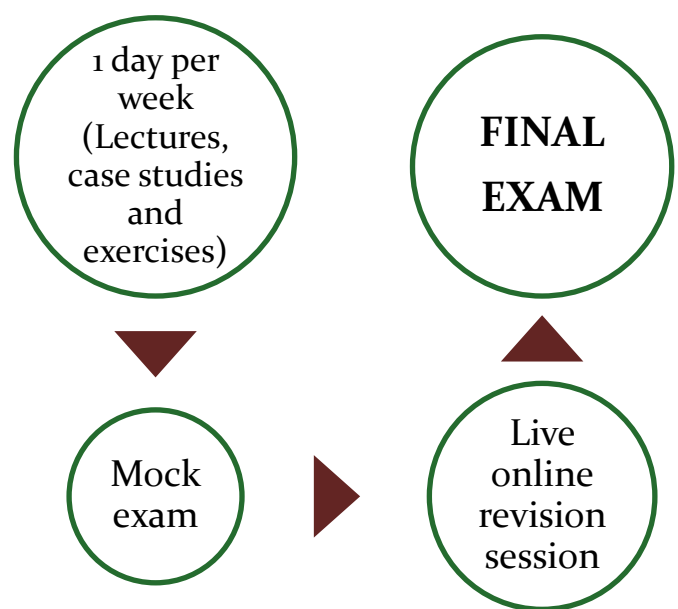 1 day per
week
(Lectures,
case studies
and
exercises)
Mock
exam
Live
online
revision
session
FINAL
EXAM